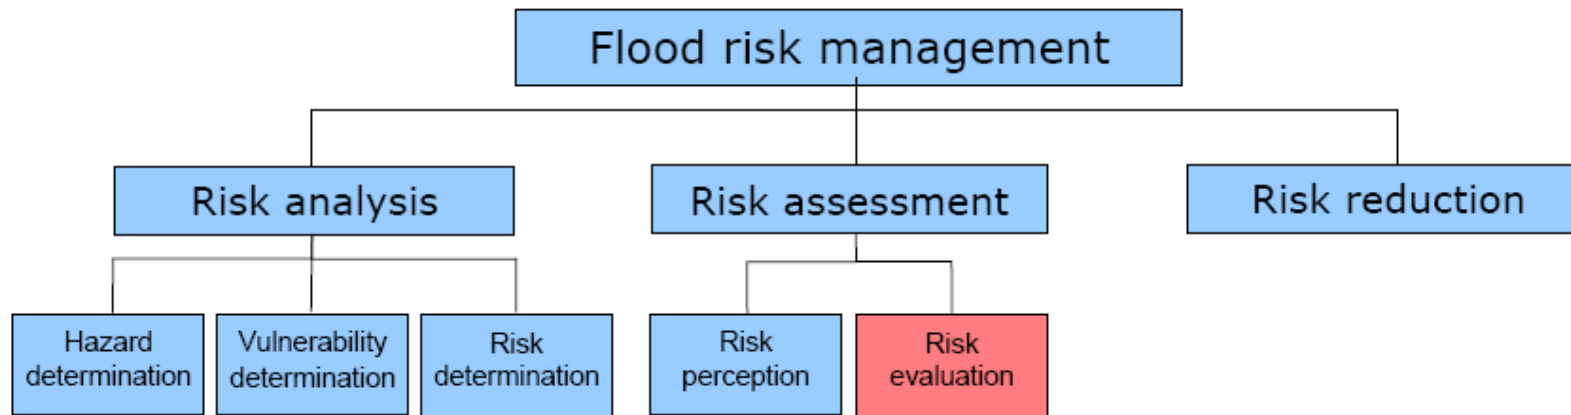 Flood risk management
Risk analysis
Risk assessment
Risk reduction
Hazard
determination
Vulnerability
determination
Risk
determination
Risk
perception
Risk
evaluation